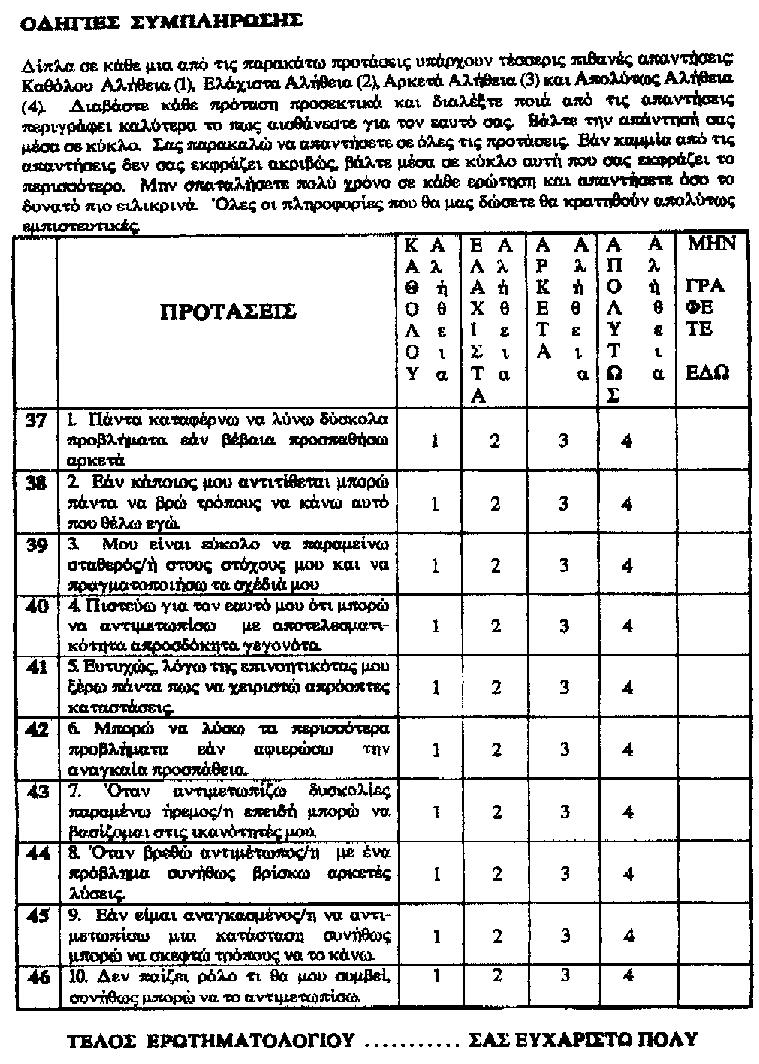 ΟΔΗΓΙΕΣ ΣΥΜΠΛΗΡΩΣΗΣ
Δίπλα σε κάθε μια από τις παρακάτω προτάσεις υπάρχουν τέσσερις πιθανές απαντήσεις:
Καθόλου Αλήθεια (1), Ελάχιστα Αλήθεια (2), Αρκετά Αλήθεια (3) και Απολύτως Αλήθεια
(4). Διαβάστε κάθε πρόταση προσεκτικά και διαλέξτε ποιά από τις απαντήσεις
περιγράφει καλύτερα το πως αισθάνεστε για τον εαυτό σας. Βάλτε την απάντησή σας
μέσα σε κύκλο. Σας παρακαλώ να απαντήσετε σε όλες τις προτάσεις. Εάν καμμία από τις
απαντήσεις δεν σας εκφράζει ακριβώς, βάλτε μέσα σε κύκλο αυτή που σας εκφράζει το
περισσότερο. Μην σπαταλήσετε πολύ χρόνο σε κάθε ερώτηση και απαντήσετε όσο το
δυνατό πιο ειλικρινά. Όλες οι πληροφορίες που θα μας δώσετε θα κρατηθούν απολύτως
εμπιστευτικές.
ΠΡΟΤΑΣΕΙΣ
ΚΑΘΟΛΟΥ Αλήθεια
ΕΛΑΧΙΣΤΑ Αλήθεια
ΑΡΚΕΤΑ Αλήθεια
ΑΠΟΛΥΤΩΣ Αλήθεια
ΜΗΝ
ΓΡΑ
ΦΕ
ΤΕ
ΕΔΩ
37 1. Πάντα καταφέρνω να λύνω δύσκολα
προβλήματα εάν βέβαια προσπαθήσω 1 2 3 4
αρκετά
38 2. Εάν κάποιος μου αντιτίθεται μπορώ
πάντα να βρώ τρόπους να κάνω αυτό 1 2 3 4
που θέλω εγώ.
39 3. Μου είναι εύκολο να παραμείνω
σταθερός/ή στους στόχους μου και να 1 2 3 4
πραγματοποιήσω τα σχέδιά μου
40 4. Πιστεύω για τον εαυτό μου ότι μπορώ
να αντιμετωπίσω με αποτελεσματι- 1 2 3 4
κότητα απροσδόκητα γεγονότα.
41 5. Ευτυχώς, λόγω της επινοητικότας μου
ξέρω πάντα πως να χειριστώ απρόοπτες 1 2 3 4
καταστάσεις.
42 6. Μπορώ να λύσω τα περισσότερα
προβλήματα εάν αφιερώσω την 1 2 3 4
αναγκαία προσπάθεια.
43 7. Όταν αντιμετωπίζω δυσκολίες
παραμένω ήρεμος/η επειδή μπορώ να 1 2 3 4
βασίζομαι στις ικανότητές μου.
44 8. Όταν βρεθώ αντιμέτωπος/η με ένα
πρόβλημα συνήθως βρίσκω αρκετές 1 2 3 4
λύσεις.
45 9. Εάν είμαι αναγκασμένος/η να αντι-
μετωπίσω μια κατάσταση συνήθως 1 2 3 4
μπορώ να σκεφτώ τρόπους να το κάνω.
46 10. Δεν παίζει ρόλο τι θα μου συμβεί, 1 2 3 4
συνήθως μπορώ να το αντιμετωπίσω.
ΤΕΛΟΣ ΕΡΩΤΗΜΑΤΟΛΟΓΙΟΥ ........... ΣΑΣ ΕΥΧΑΡΙΣΤΩ ΠΟΛΥ